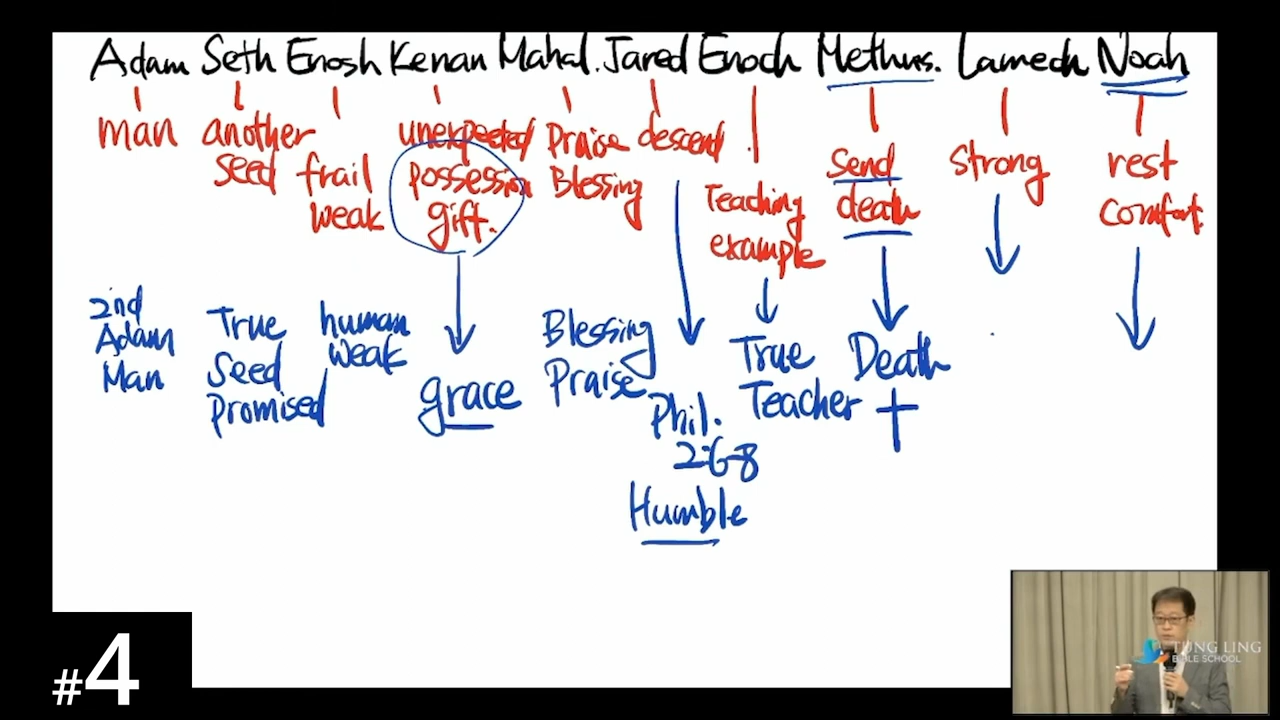 Adam Seth Enosh Kenan Mahal. Jared Enoch Methus. Lamech Noah
man
another
seed
frail
weak
unexpected
possession
gift.
Praise
Blessing
descend
Teaching
example
send
death
strong
rest
comfort.
2nd
Adam
Man
True
Seed
Promised
human
weak
grace
Blessing
Praise
Phil.
2:6-8
Humble
True
Teacher
Death
#4
TUNG LING
BIBLE SCHOOL